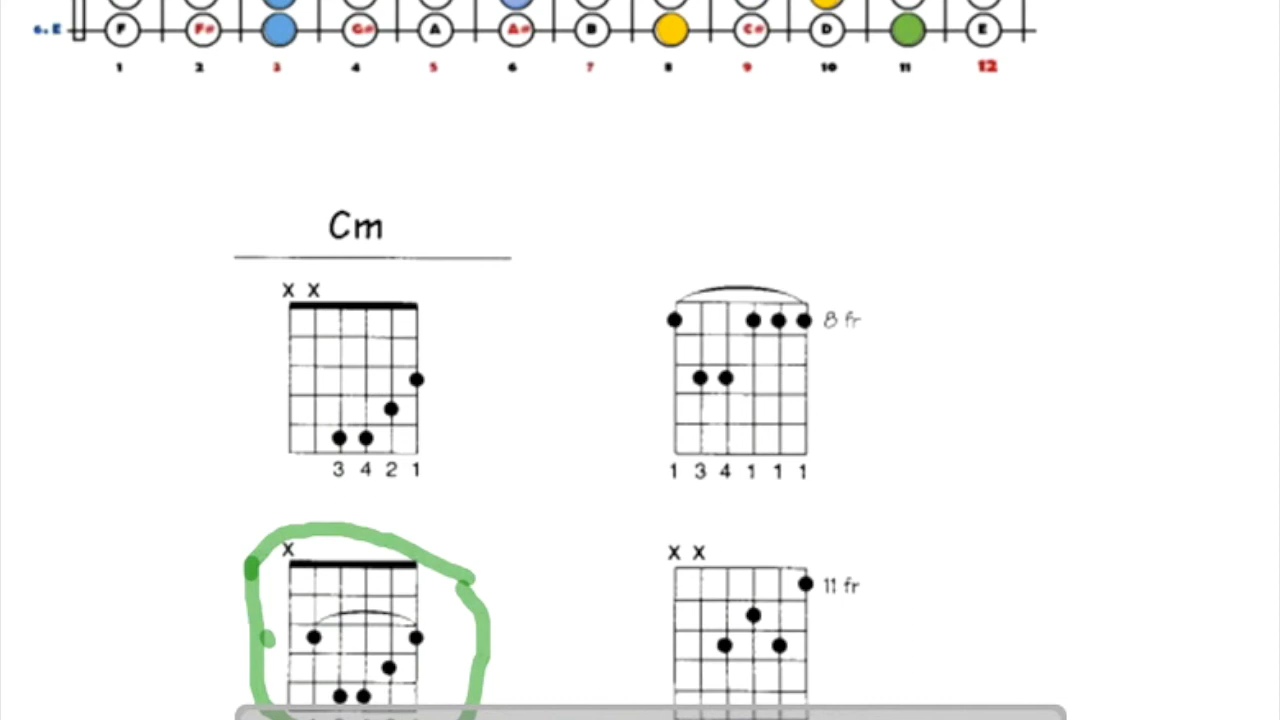 6. E F F# G# A A# B C# D E
1 2 3 4 5 6 7 8 9 10 11 12
Cm
X X
3 4 2 1
8 fr
1 3 4 1 1 1
X
X X
11 fr